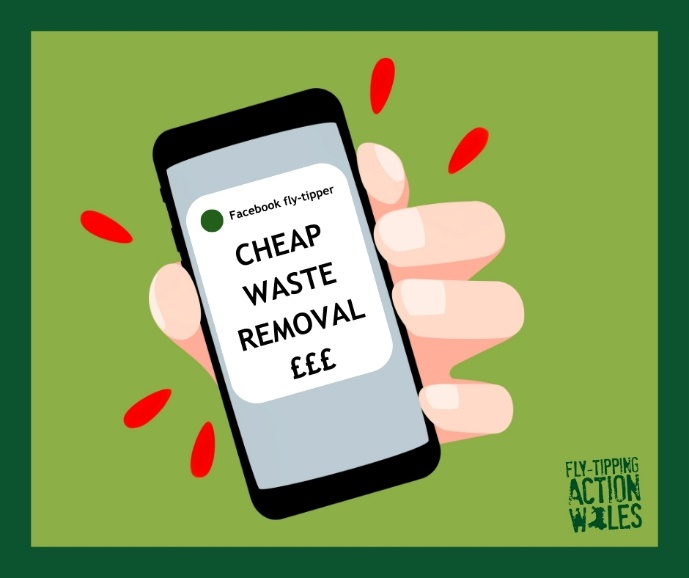 Facebook fly-tipper
CHEAP
WASTE
REMOVAL
£££
FLY-TIPPING
ACTION
WALES